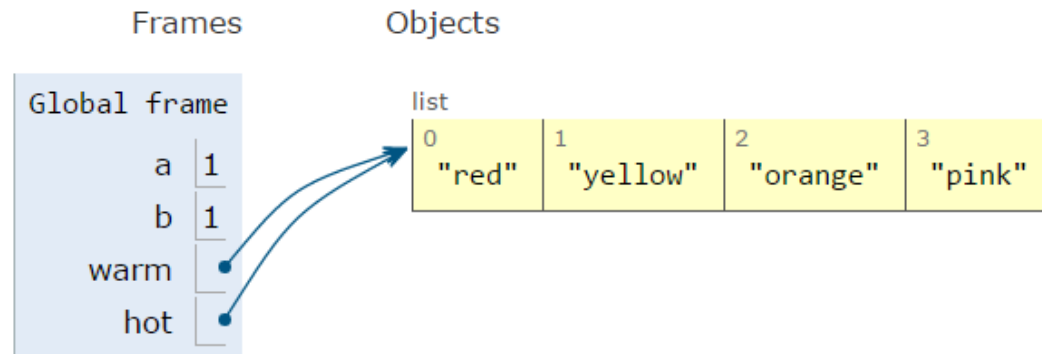 Frames Objects
Global frame
a 1
b 1
warm
hot
list
0 1 2 3
"red" "yellow" "orange" "pink"